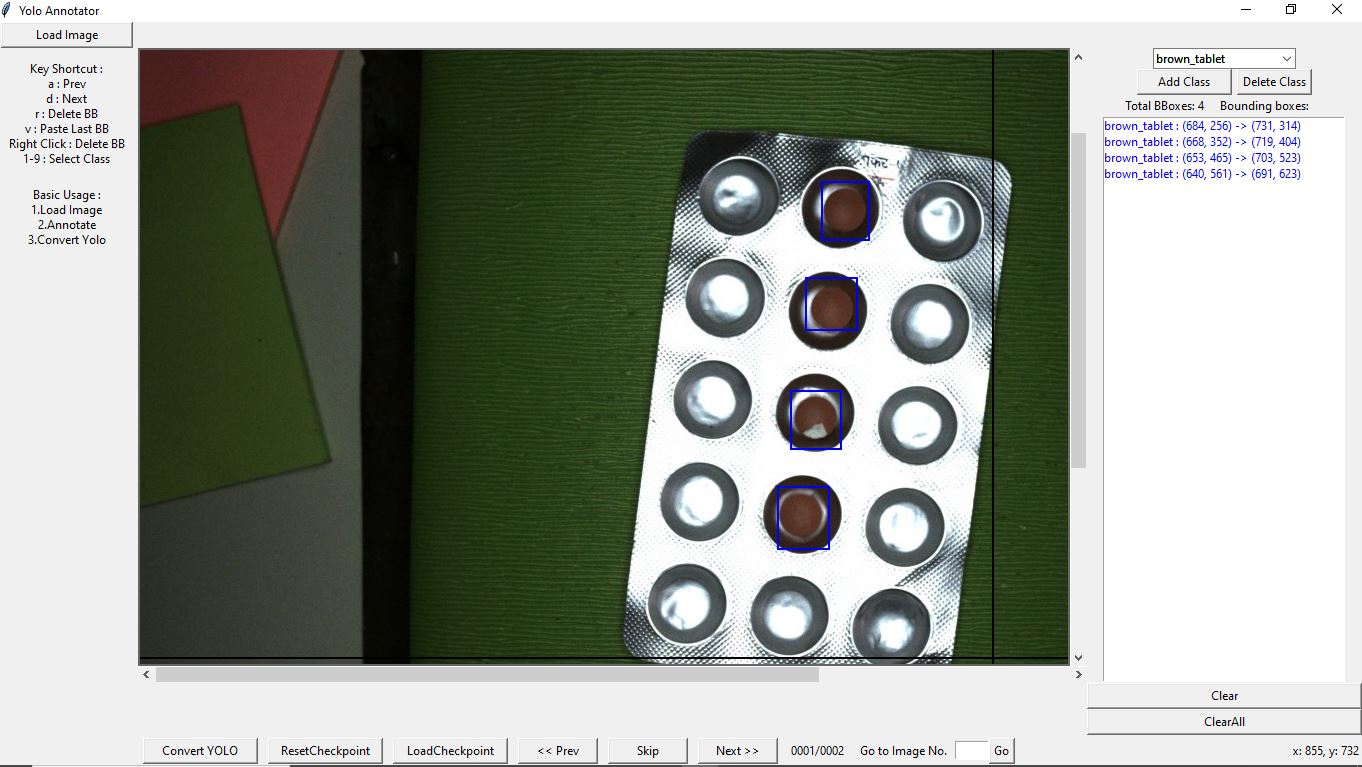 Yolo Annotator
Load Image
Key Shortcut :
a : Prev
d : Next
r : Delete BB
v : Paste Last BB
Right Click : Delete BB
1-9 : Select Class
Basic Usage :
1.Load Image
2.Annotate
3.Convert Yolo
brown_tablet
Add Class Delete Class
Total BBoxes: 4 Bounding boxes:
brown_tablet : (684, 256) -> (731, 314)
brown_tablet : (668, 352) -> (719, 404)
brown_tablet : (653, 465) -> (703, 523)
brown_tablet : (640, 561) -> (691, 623)
Clear
ClearAll
Convert YOLO ResetCheckpoint LoadCheckpoint << Prev Skip Next >> 0001/0002 Go to Image No. Go x: 855, y: 732